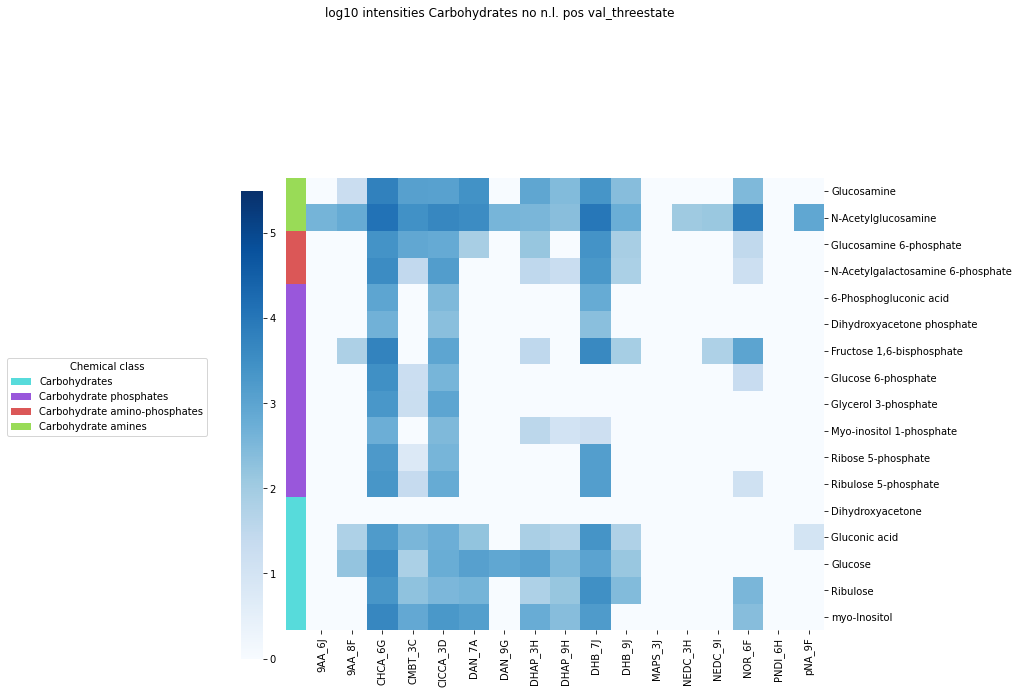 log10 intensities Carbohydrates no n.l. pos val_threestate
Glucosamine
N-Acetylglucosamine
Glucosamine 6-phosphate
N-Acetylgalactosamine 6-phosphate
6-Phosphogluconic acid
Dihydroxyacetone phosphate
Fructose 1,6-bisphosphate
Glucose 6-phosphate
Glycerol 3-phosphate
Myo-inositol 1-phosphate
Ribose 5-phosphate
Ribulose 5-phosphate
Dihydroxyacetone
Gluconic acid
Glucose
Ribulose
myo-Inositol
5
4
3
2
1
0
Chemical class
Carbohydrates
Carbohydrate phosphates
Carbohydrate amino-phosphates
Carbohydrate amines
9AA_6J
9AA_8F
CHCA_6G
CMBT_3C
ClCCA_3D
DAN_7A
DAN_9G
DHAP_3H
DHAP_9H
DHB_7J
DHB_9J
MAPS_3J
NEDC_3H
NEDC_9I
NOR_6F
PNDI_6H
pNA_9F